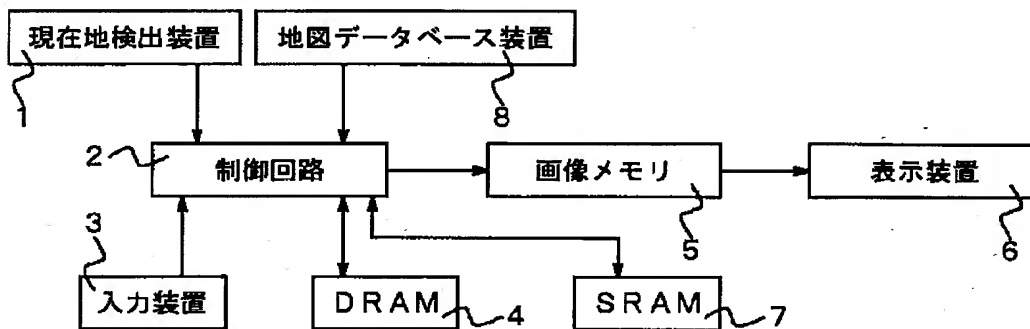 現在地検出装置
地図データベース装置
1
8
2
制御回路
画像メモリ
表示装置
3
5
6
入力装置
DRAM
4
SRAM
7